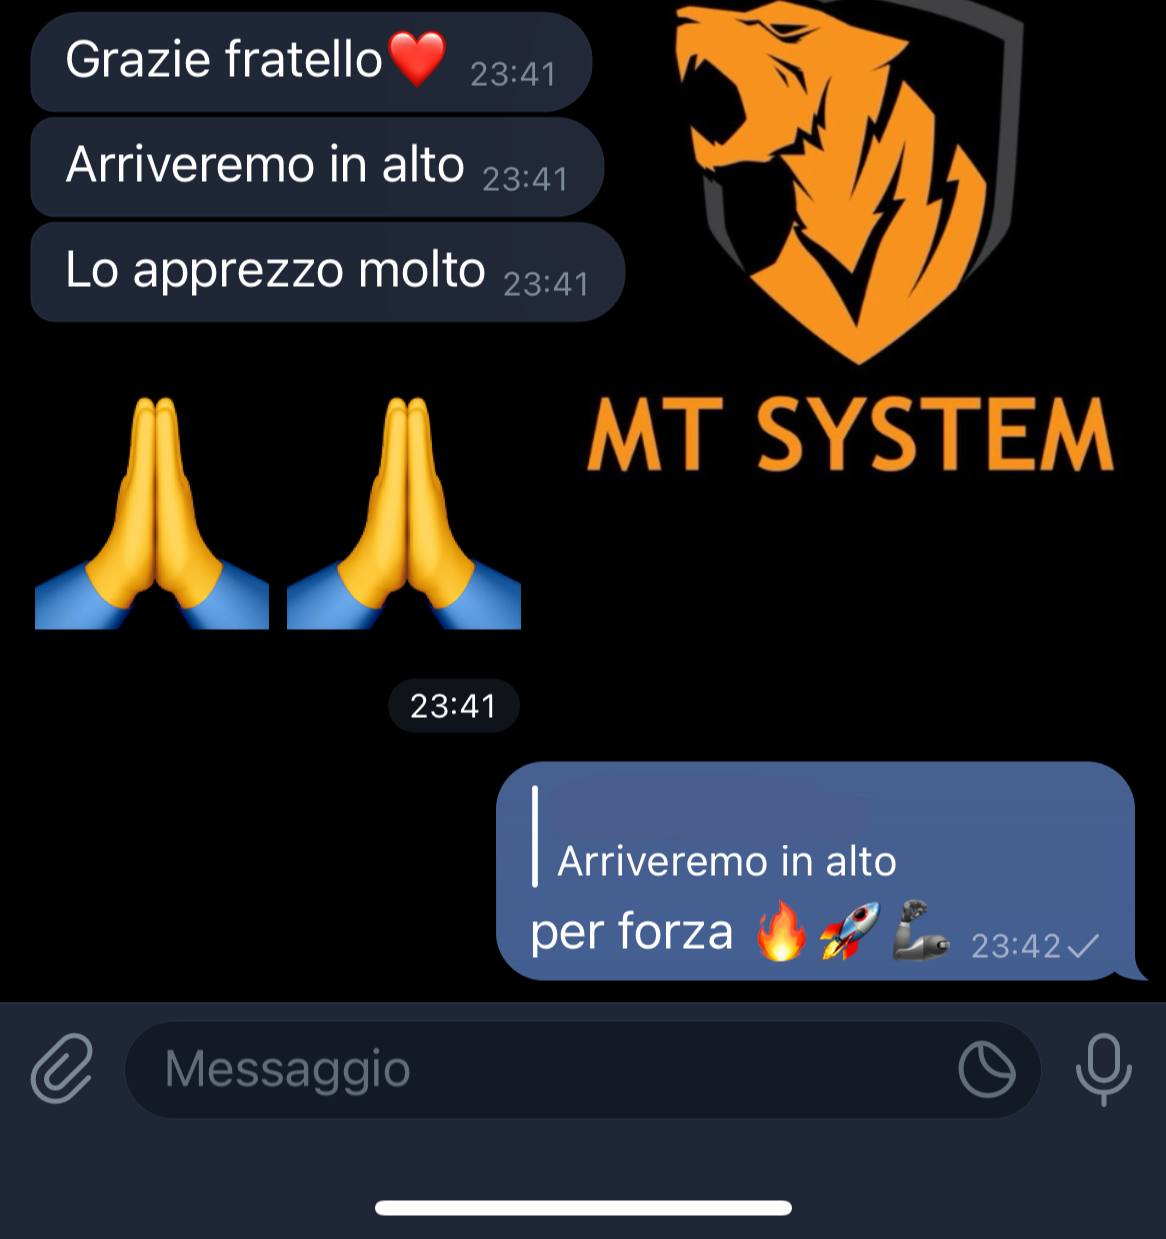 Grazie fratello❤️ 23:41
Arriveremo in alto 23:41
Lo apprezzo molto 23:41
MT SYSTEM
🙏🙏
23:41
Arriveremo in alto
per forza 🔥🚀🦾 23:42
Messaggio